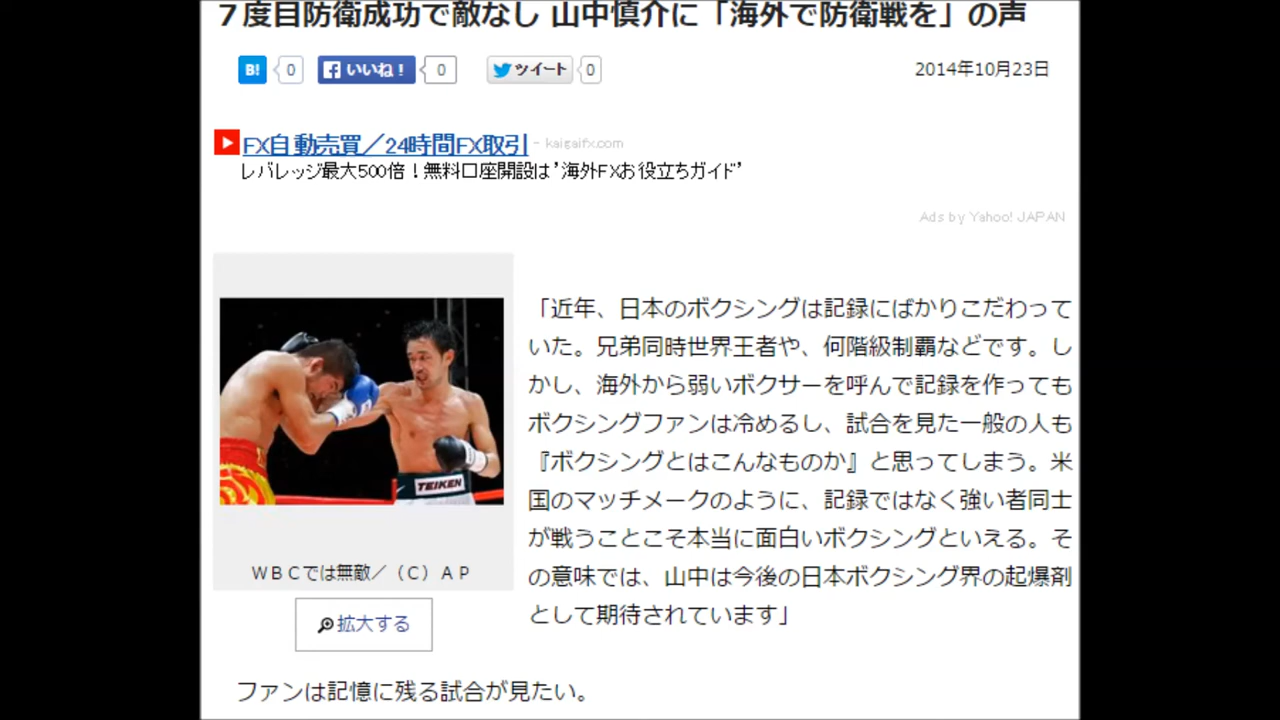 7度目防衛成功で敵なし 山中慎介に「海外で防衛戦を」の声
B! 0 いいね! 0 ツイート 0
2014年10月23日
FX自動売買／24時間FX取引 - kaigaifx.com
レバレッジ最大500倍！無料口座開設は'海外FXお役立ちガイド'
Ads by Yahoo! JAPAN
「近年、日本のボクシングは記録にばかりこだわって
いた。兄弟同時世界王者や、何階級制覇などです。し
かし、海外から弱いボクサーを呼んで記録を作っても
ボクシングファンは冷めるし、試合を見た一般の人も
『ボクシングとはこんなものか』と思ってしまう。米
国のマッチメークのように、記録ではなく強い者同士
が戦うことこそ本当に面白いボクシングといえる。そ
の意味では、山中は今後の日本ボクシング界の起爆剤
として期待されています」
TEIKEN
ＷＢＣでは無敵／（Ｃ）ＡＰ
拡大する
ファンは記憶に残る試合が見たい。